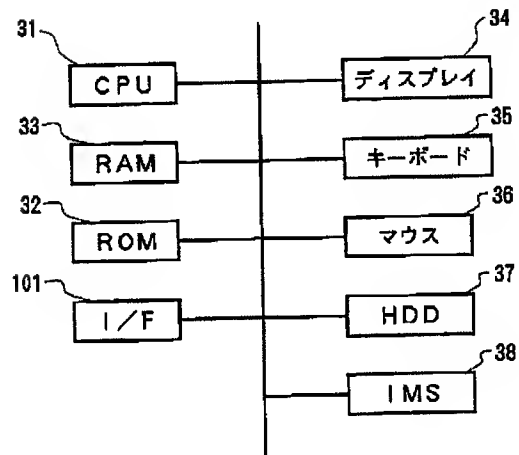 31
CPU
33
RAM
32
ROM
101
I/F
34
ディスプレイ
35
キーボード
36
マウス
37
HDD
38
IMS